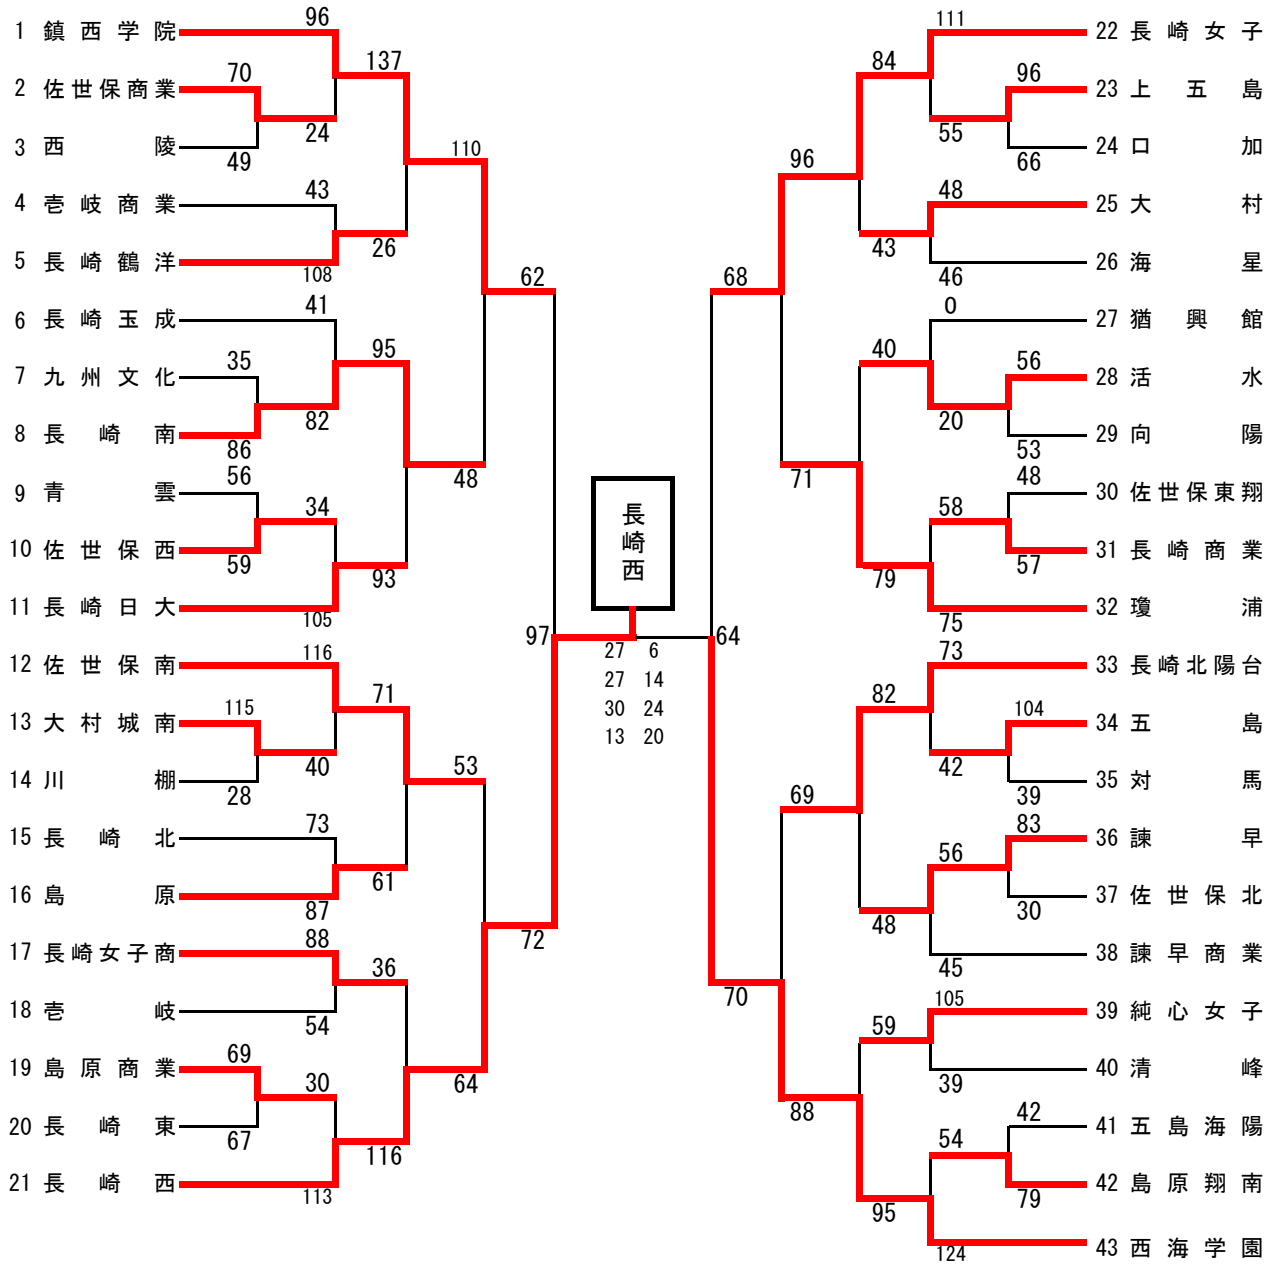 1 鎮西学院
2 佐世保商業
3 西陵
4 壱岐商業
5 長崎鶴洋
6 長崎玉成
7 九州文化
8 長崎南
9 青雲
10 佐世保西
11 長崎日大
12 佐世保南
13 大村城南
14 川棚
15 長崎北
16 島原
17 長崎女子商
18 壱岐
19 島原商業
20 長崎東
21 長崎西
96
70
24
49
43
108
41
35
82
86
56
34
59
105
116
115
40
28
73
87
88
54
69
30
67
113
137
26
95
93
71
61
36
116
110
48
53
64
62
72
97
長崎西
27 6
27 14
30 24
13 20
64
68
70
96
71
69
88
84
43
40
79
82
48
59
95
111
96
55
66
48
46
0
56
20
53
48
58
57
75
73
104
42
39
83
56
30
45
105
39
42
54
79
124
22 長崎女子
23 上五島
24 口加
25 大村
26 海星
27 猶興館
28 活水
29 向陽
30 佐世保東翔
31 長崎商業
32 瓊浦
33 長崎北陽台
34 五島
35 対馬
36 諫早
37 佐世保北
38 諫早商業
39 純心女子
40 清峰
41 五島海陽
42 島原翔南
43 西海学園